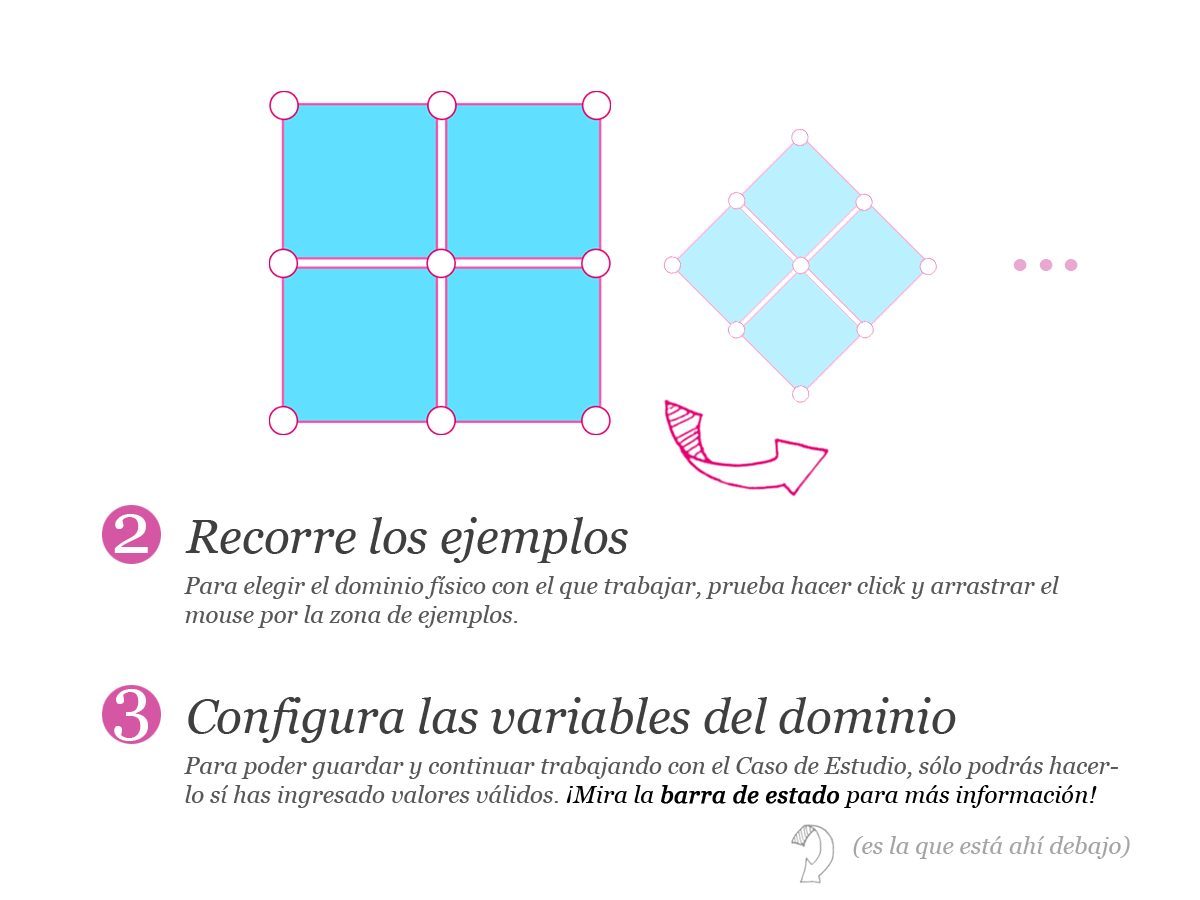 2 Recorre los ejemplos
Para elegir el dominio físico con el que trabajar, prueba hacer click y arrastrar el
mouse por la zona de ejemplos.
3 Configura las variables del dominio
Para poder guardar y continuar trabajando con el Caso de Estudio, sólo podrás hacer-
lo sí has ingresado valores válidos. ¡Mira la barra de estado para más información!
(es la que está ahí debajo)